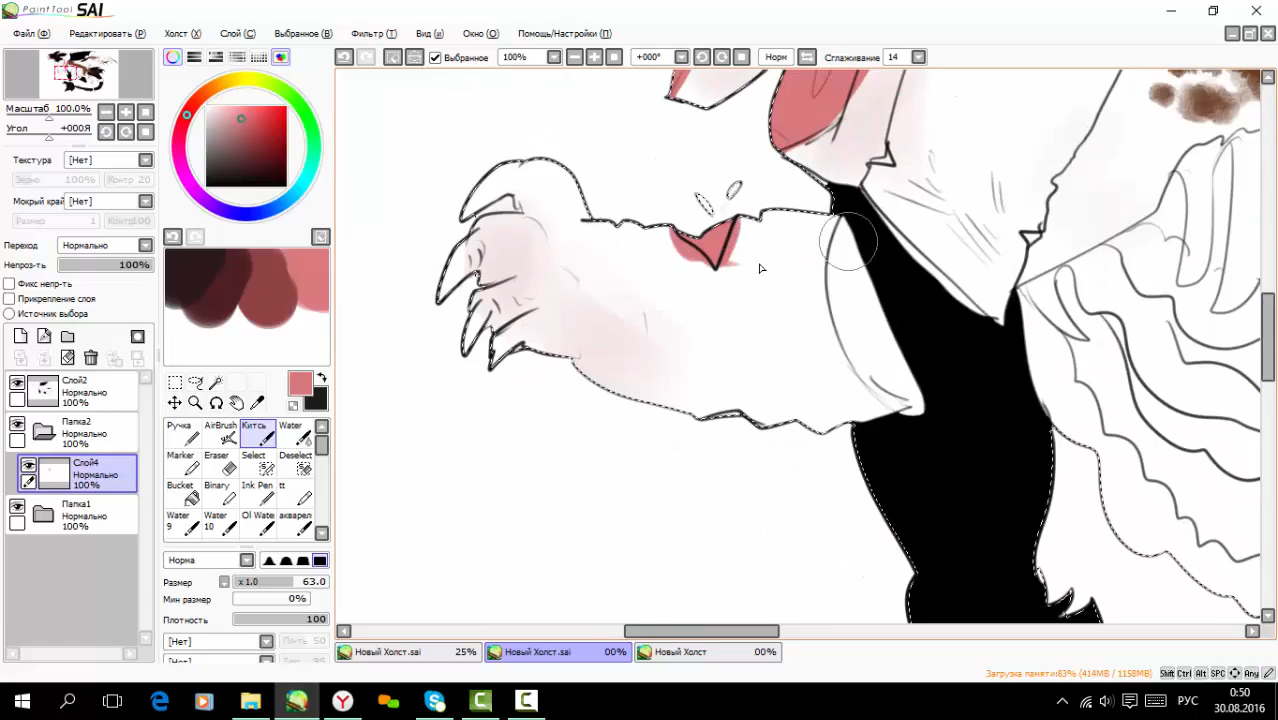 PaintTool SAI
Файл (Ф) Редактировать (Р) Холст (X) Слой (С) Выбранное (В) Фильтр (T) Вид (и) Окно (O) Помощь/Настройки (П)
Выбранное 100% +000° Норм Сглаживание 14
Масштаб 100.0%
Угол +000Я
Текстура [Нет]
100% Контр 20
Мокрый край [Нет]
Размер 1 Контр100
Переход Нормально
Непроз-ть 100%
Фикс непр-ть
Прикрепление слоя
Источник выбора
Слой2
Нормально
100%
Папка2
Нормально
100%
Слой4
Нормально
100%
Папка1
Нормально
100%
Ручка AirBrush Кисть Water
Marker Eraser Select Deselect
Bucket Binary Ink Pen tt
Water 9 Water 10 Ol Wate акварел
Норма
Размер x 1.0 63.0
Мин размер 0%
Плотность 100
[Нет] 50
[Нет] 95
Новый Холст.sai 25% Новый Холст.sai 00% Новый Холст 00%
Загрузка памяти:63% (414MB / 1158MB) Shift Ctrl Alt SPC Any
РУС
0:50
30.08.2016